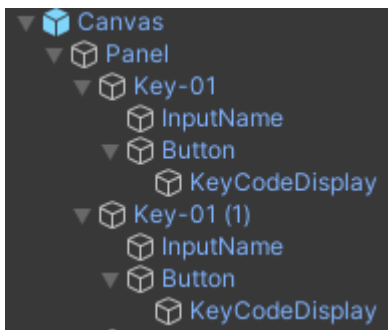 Canvas
Panel
Key-01
InputName
Button
KeyCodeDisplay
Key-01 (1)
InputName
Button
KeyCodeDisplay